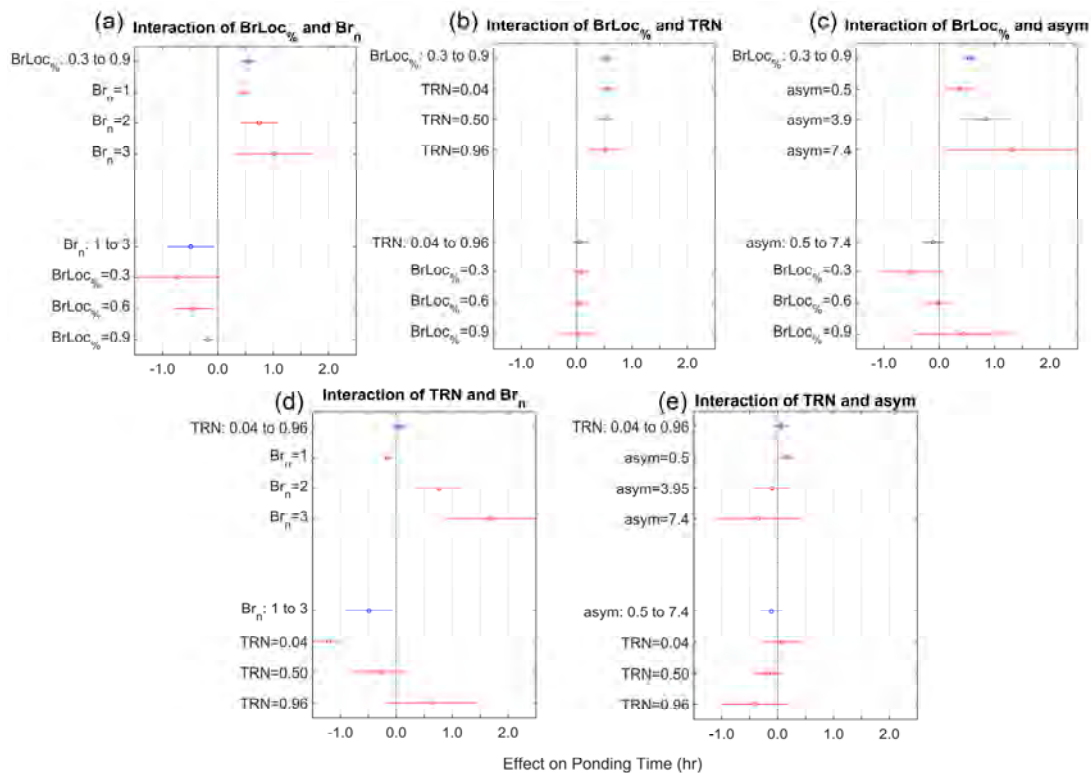 (a) Interaction of BrLoc% and Brn
BrLoc%: 0.3 to 0.9
Brn=1
Brn=2
Brn=3
Brn: 1 to 3
BrLoc%=0.3
BrLoc%=0.6
BrLoc%=0.9
-1.0 0.0 1.0 2.0
(b) Interaction of BrLoc% and TRN
BrLoc%: 0.3 to 0.9
TRN=0.04
TRN=0.50
TRN=0.96
TRN: 0.04 to 0.96
BrLoc%=0.3
BrLoc%=0.6
BrLoc%=0.9
-1.0 0.0 1.0 2.0
(c) Interaction of BrLoc% and asym
BrLoc%: 0.3 to 0.9
asym=0.5
asym=3.9
asym=7.4
asym: 0.5 to 7.4
BrLoc%=0.3
BrLoc%=0.6
BrLoc%=0.9
-1.0 0.0 1.0 2.0
(d) Interaction of TRN and Brn
TRN: 0.04 to 0.96
Brn=1
Brn=2
Brn=3
Brn: 1 to 3
TRN=0.04
TRN=0.50
TRN=0.96
-1.0 0.0 1.0 2.0
(e) Interaction of TRN and asym
TRN: 0.04 to 0.96
asym=0.5
asym=3.95
asym=7.4
asym: 0.5 to 7.4
TRN=0.04
TRN=0.50
TRN=0.96
-1.0 0.0 1.0 2.0
Effect on Ponding Time (hr)